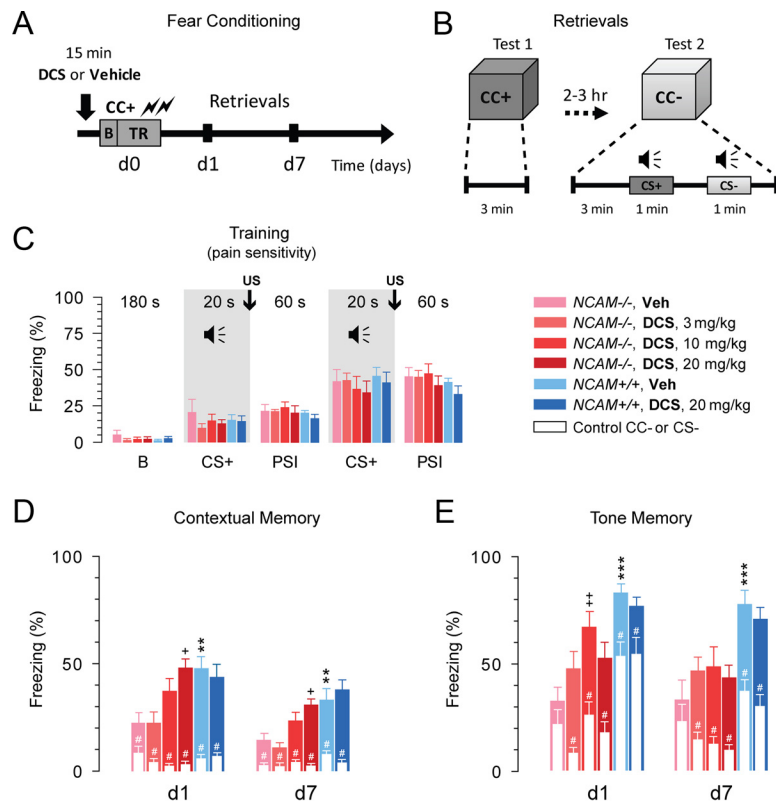 A
Fear Conditioning
15 min
DCS or Vehicle
CC+
Retrievals
B
TR
d0
d1
d7
Time (days)
B
Retrievals
Test 1
Test 2
CC+
2-3 hr
CC-
CS+
CS-
3 min
3 min
1 min
1 min
C
Training
(pain sensitivity)
US
US
100
180 s
20 s
60 s
20 s
60 s
75
50
25
0
Freezing (%)
B
CS+
PSI
CS+
PSI
NCAM-/-, Veh
NCAM-/-, DCS, 3 mg/kg
NCAM-/-, DCS, 10 mg/kg
NCAM-/-, DCS, 20 mg/kg
NCAM+/+, Veh
NCAM+/+, DCS, 20 mg/kg
Control CC- or CS-
D
Contextual Memory
100
50
0
Freezing (%)
+
**
+
**
# # # # # #
# # # # # #
d1
d7
E
Tone Memory
100
50
0
Freezing (%)
++
***
***
# # # # #
# # # # #
d1
d7